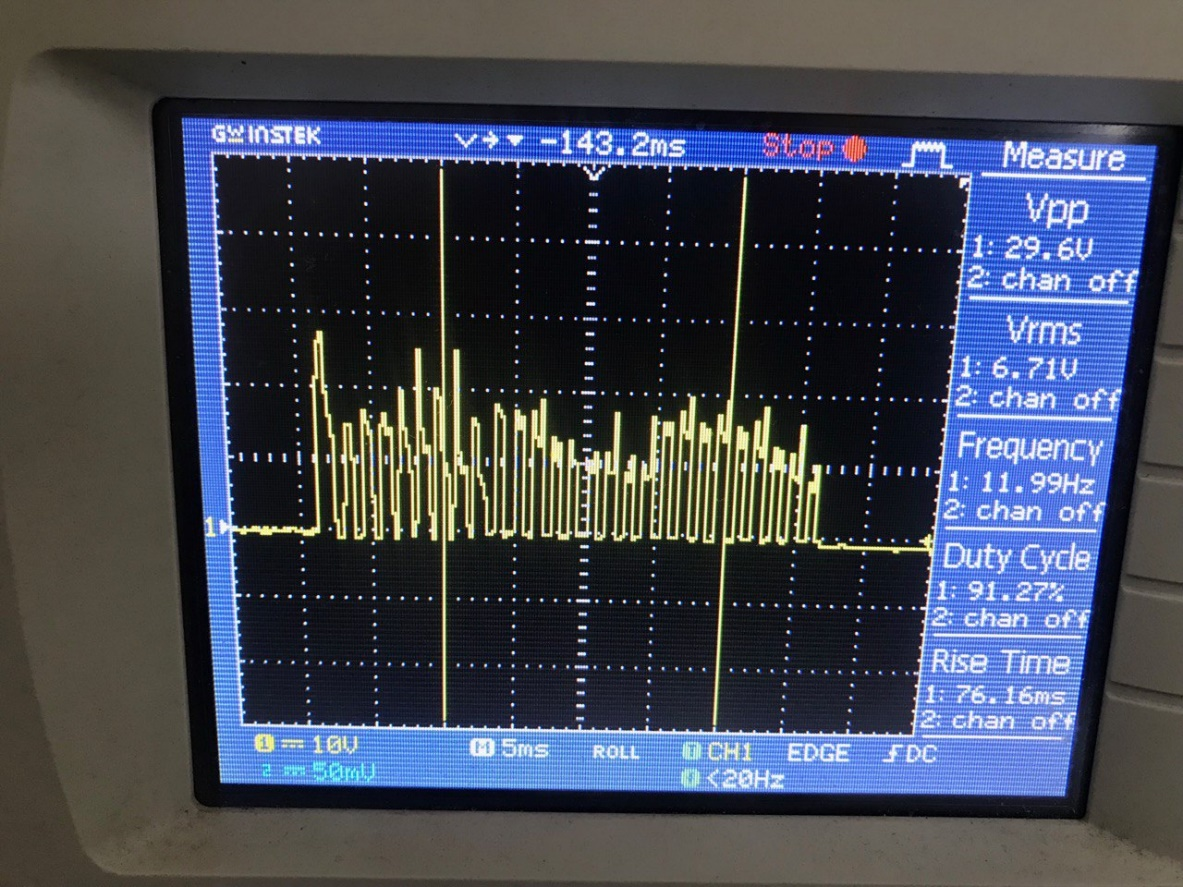 GW INSTEK
-143.2ms
Stop
Measure
Vpp
1: 29.6V
2: chan off
Vrms
1: 6.71V
2: chan off
Frequency
1: 11.99Hz
2: chan off
Duty Cycle
1: 91.27%
2: chan off
Rise Time
1: 76.16ms
2: chan off
1
1 10V
M 5ms
ROLL
T CH1
EDGE
DC
2 50mV
<20Hz